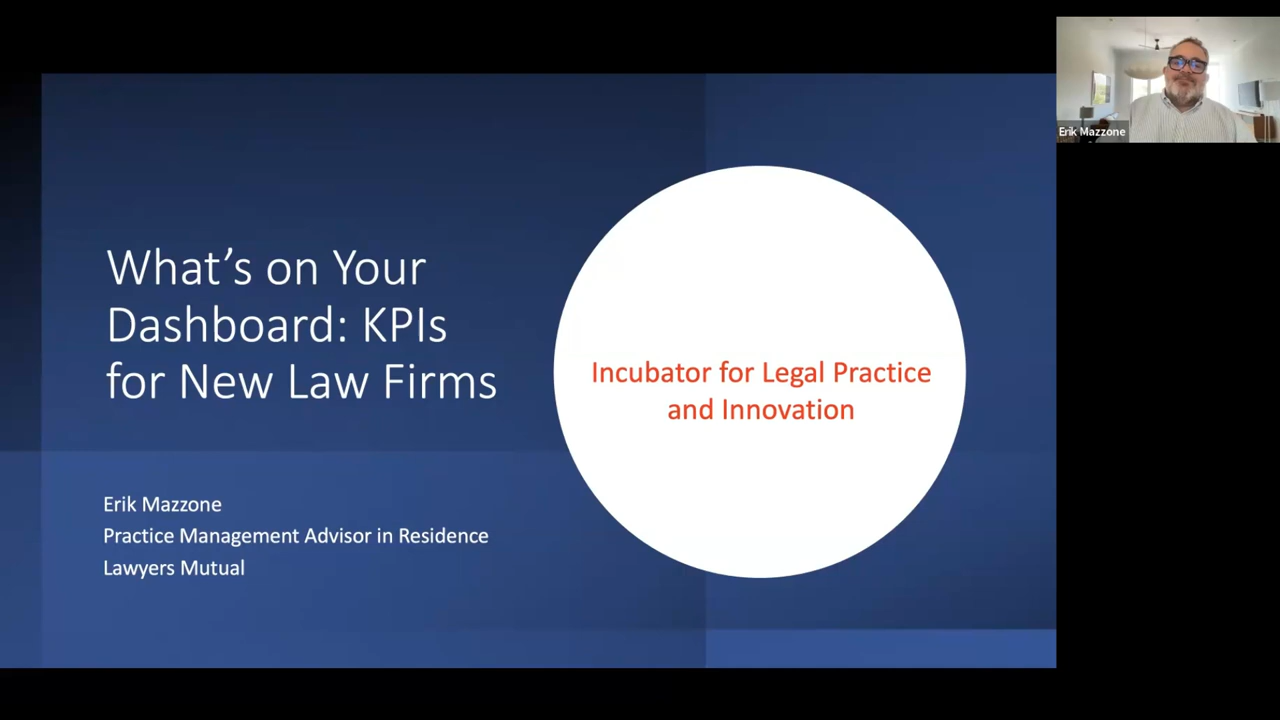 What's on Your
Dashboard: KPIs
for New Law Firms
Incubator for Legal Practice
and Innovation
Erik Mazzone
Practice Management Advisor in Residence
Lawyers Mutual
Erik Mazzone